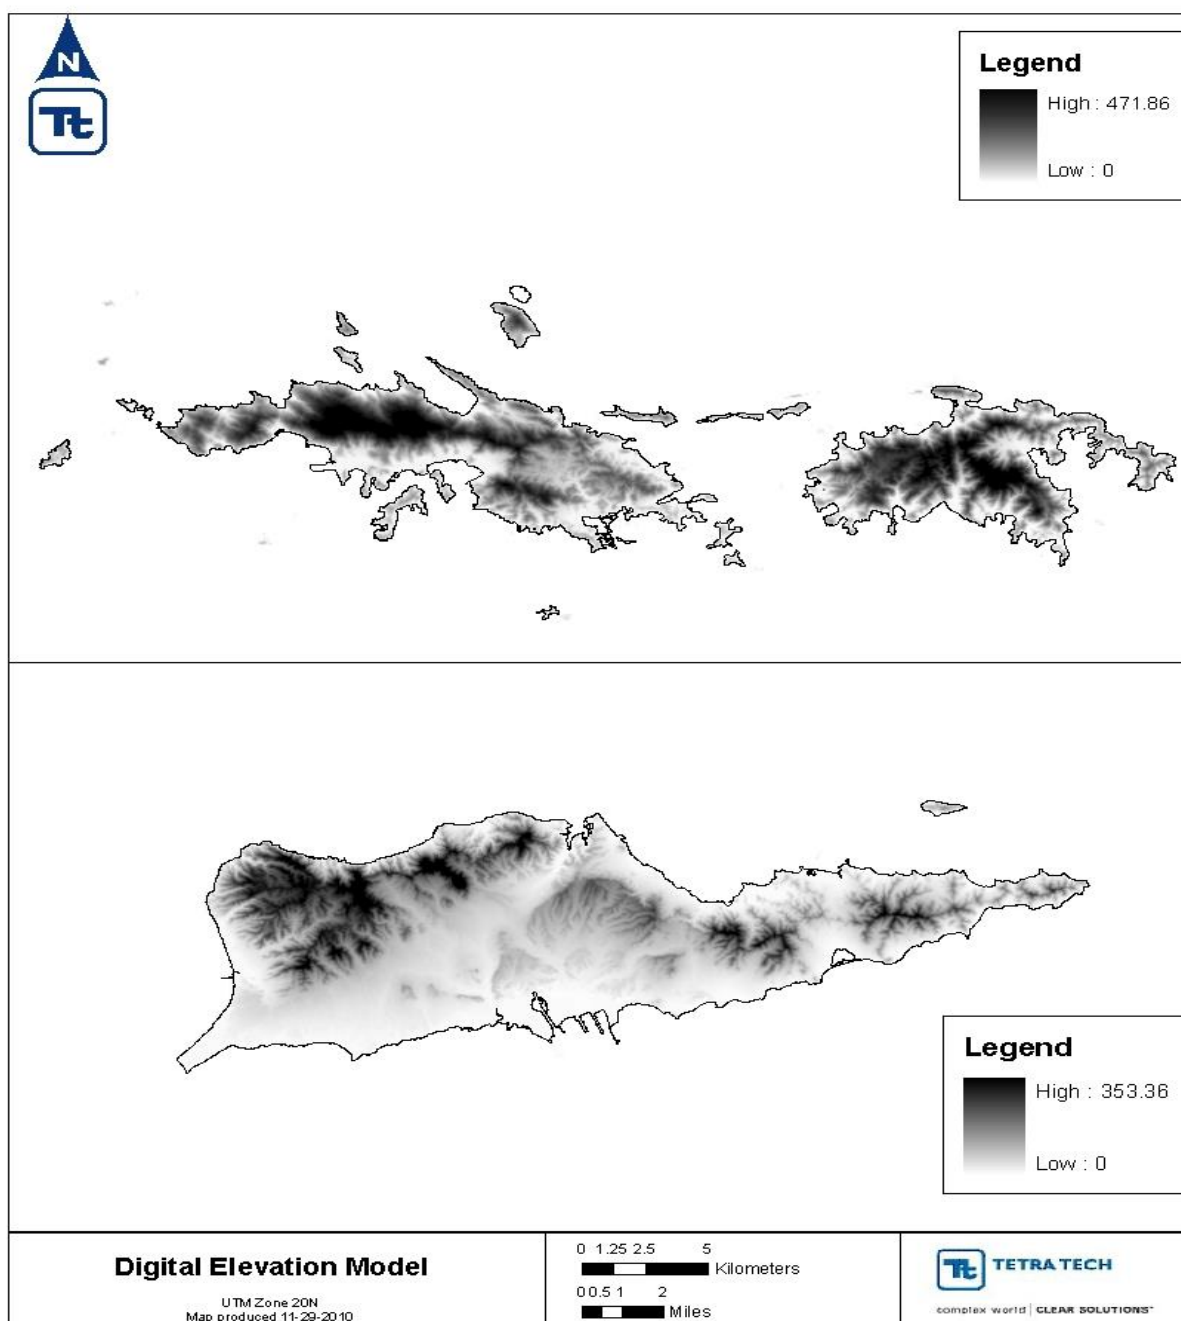 N
Tt
Legend
High : 471.86
Low : 0
Legend
High : 353.36
Low : 0
Digital Elevation Model
UTM Zone 20N
Map produced 11-29-2010
0 1.25 2.5 5
Kilometers
0 0.5 1 2
Miles
Tt TETRA TECH
complex world | CLEAR SOLUTIONS™